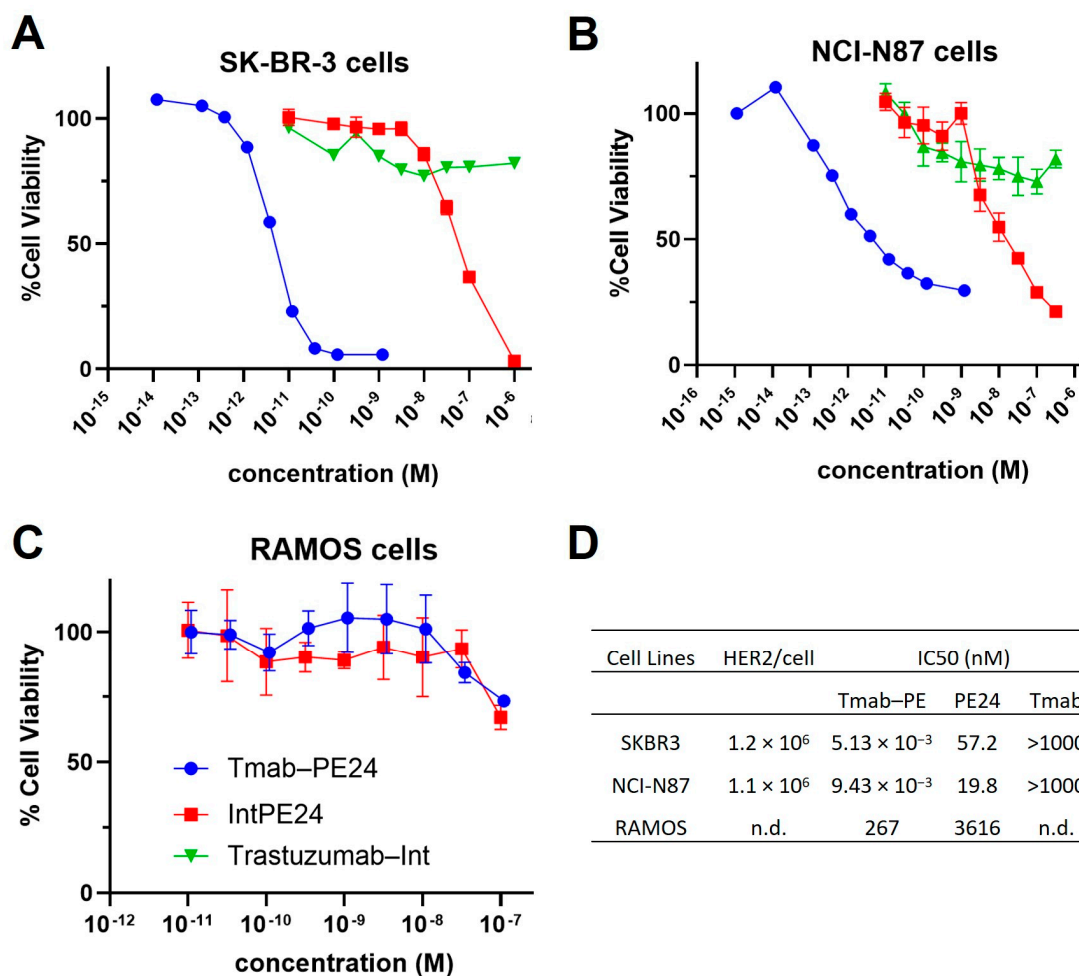 A
SK-BR-3 cells
%Cell Viability
100
50
0
10⁻¹⁵ 10⁻¹⁴ 10⁻¹³ 10⁻¹² 10⁻¹¹ 10⁻¹⁰ 10⁻⁹ 10⁻⁸ 10⁻⁷ 10⁻⁶
concentration (M)
B
NCI-N87 cells
%Cell Viability
100
50
0
10⁻¹⁶ 10⁻¹⁵ 10⁻¹⁴ 10⁻¹³ 10⁻¹² 10⁻¹¹ 10⁻¹⁰ 10⁻⁹ 10⁻⁸ 10⁻⁷ 10⁻⁶
concentration (M)
C
RAMOS cells
% Cell Viability
100
50
0
Tmab–PE24
IntPE24
Trastuzumab–Int
10⁻¹² 10⁻¹¹ 10⁻¹⁰ 10⁻⁹ 10⁻⁸ 10⁻⁷
concentration (M)
D
Cell Lines HER2/cell IC50 (nM)
Tmab–PE PE24 Tmab
SKBR3 1.2 × 10⁶ 5.13 × 10⁻³ 57.2 >1000
NCI-N87 1.1 × 10⁶ 9.43 × 10⁻³ 19.8 >1000
RAMOS n.d. 267 3616 n.d.